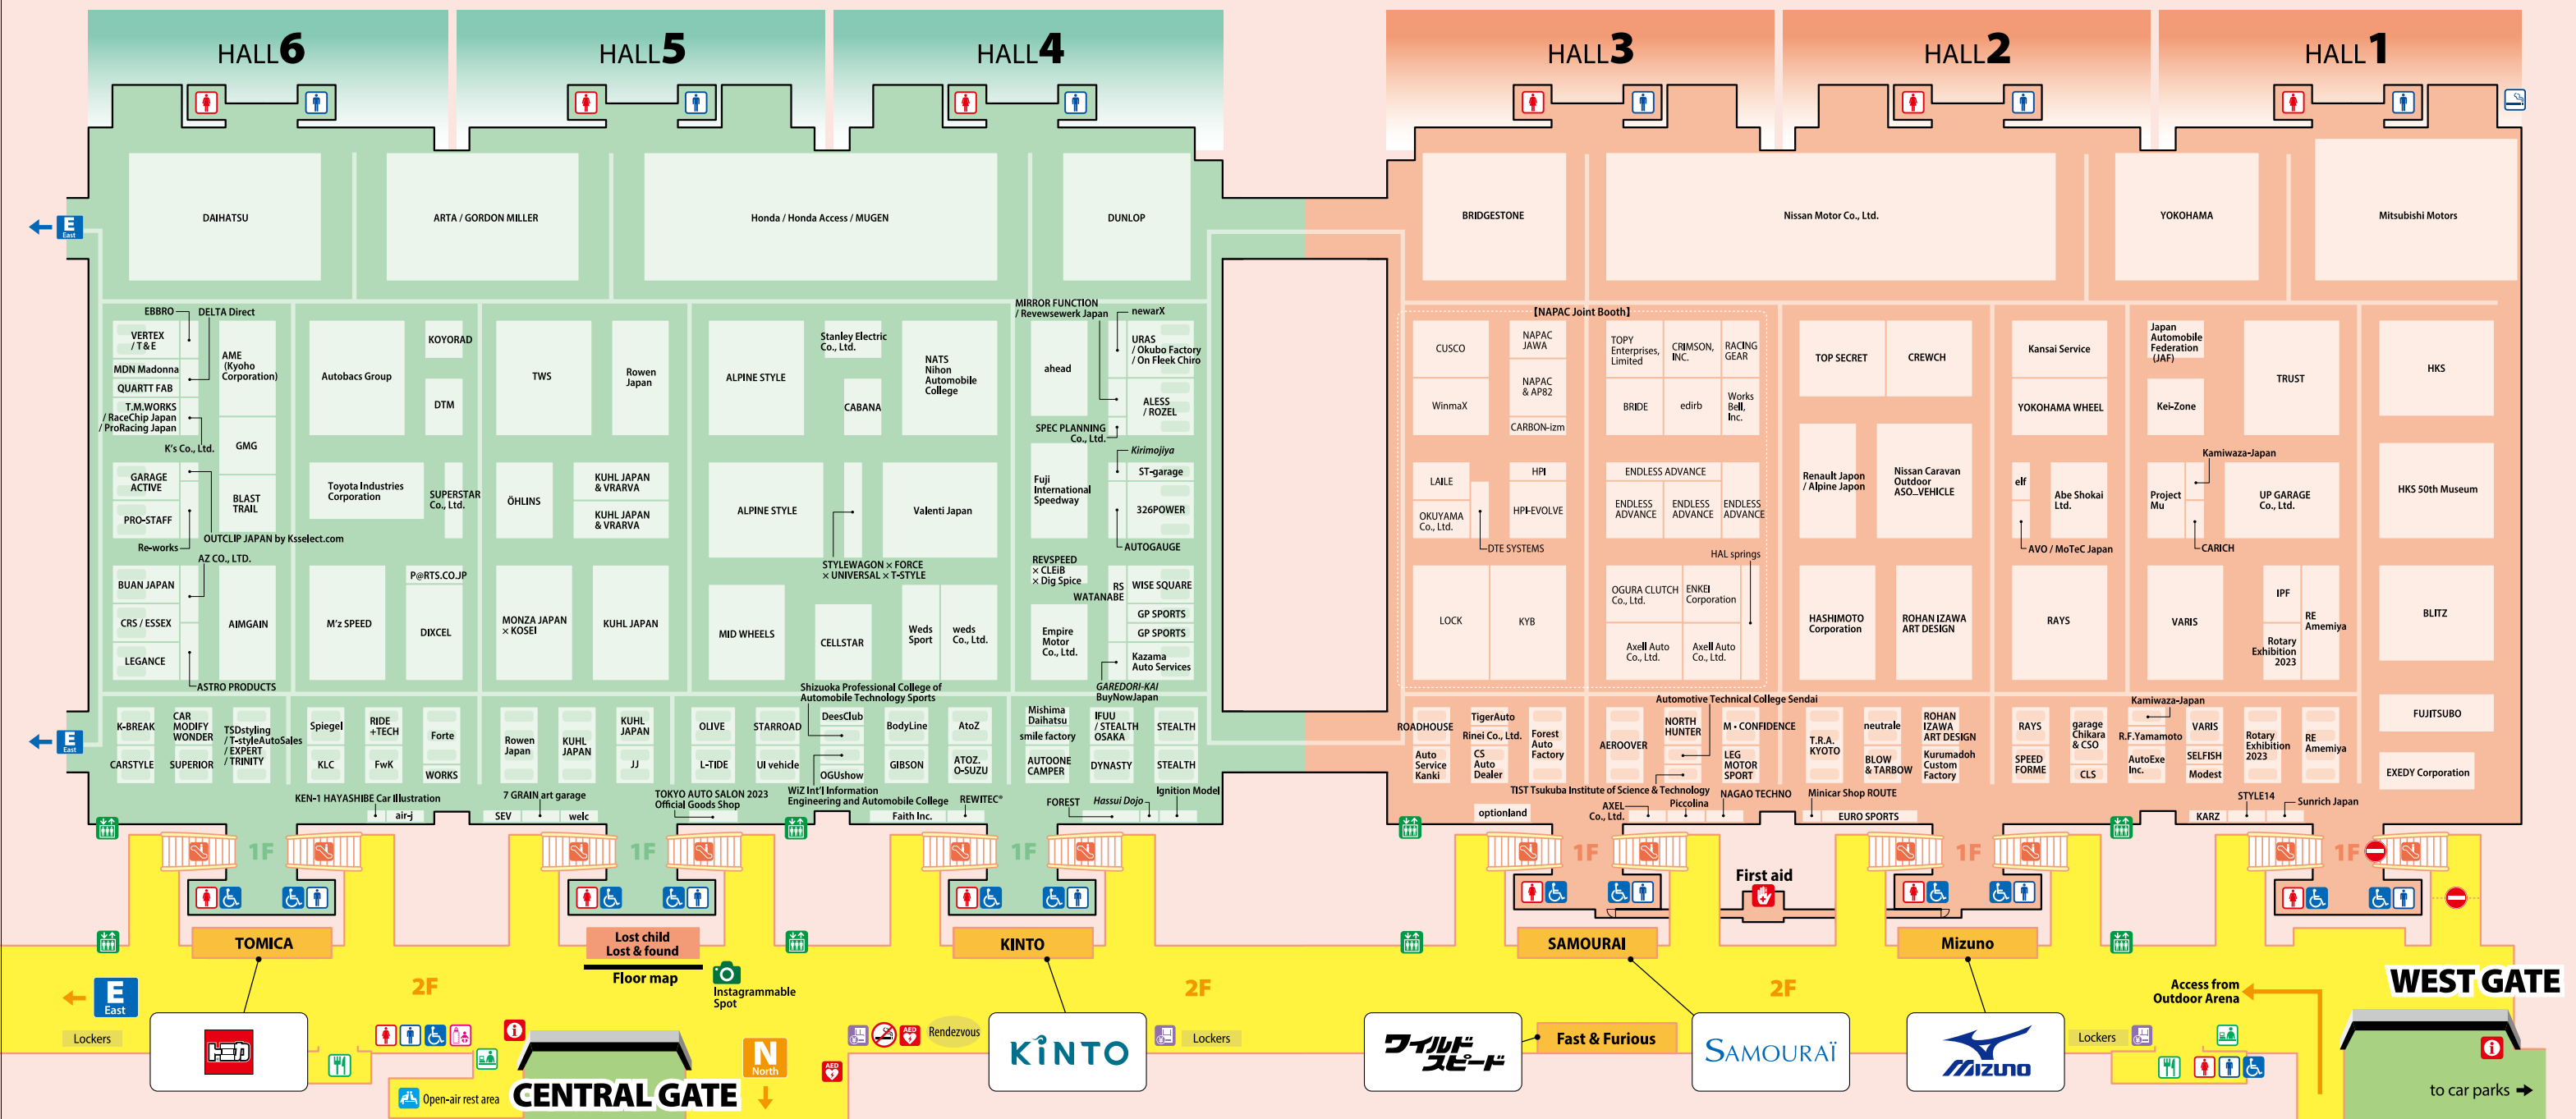 HALL6
HALL5
HALL4
HALL3
HALL2
HALL1
DAIHATSU
ARTA / GORDON MILLER
Honda / Honda Access / MUGEN
DUNLOP
BRIDGESTONE
Nissan Motor Co., Ltd.
YOKOHAMA
Mitsubishi Motors
E
East
EBBRO
DELTA Direct
VERTEX
/ T & E
MDN Madonna
QUARTT FAB
T.M.WORKS
/ RaceChip Japan
/ ProRacing Japan
K's Co., Ltd.
AME
(Kyoho
Corporation)
GMG
BLAST
TRAIL
GARAGE
ACTIVE
PRO-STAFF
Re-works
OUTCLIP JAPAN by Ksselect.com
AZ CO., LTD.
BUAN JAPAN
CRS / ESSEX
LEGANCE
AIMGAIN
ASTRO PRODUCTS
Autobacs Group
KOYORAD
DTM
Toyota Industries
Corporation
SUPERSTAR
Co., Ltd.
M'z SPEED
P@RTS.CO.JP
DIXCEL
TWS
Rowen
Japan
ÖHLINS
KUHL JAPAN
& VRARVA
KUHL JAPAN
& VRARVA
MONZA JAPAN
× KOSEI
KUHL JAPAN
ALPINE STYLE
Stanley Electric
Co., Ltd.
CABANA
NATS
Nihon
Automobile
College
ALPINE STYLE
Valenti Japan
STYLEWAGON × FORCE
× UNIVERSAL × T-STYLE
MID WHEELS
CELLSTAR
Weds
Sport
weds
Co., Ltd.
MIRROR FUNCTION
/ Revewsewerk Japan
newarX
ahead
URAS
/ Okubo Factory
/ On Fleek Chiro
ALESS
/ ROZEL
SPEC PLANNING
Co., Ltd.
Kirimojiya
Fuji
International
Speedway
ST-garage
326POWER
AUTOGAUGE
REVSPEED
× CLEiB
× Dig Spice
RS
WATANABE
WISE SQUARE
GP SPORTS
GP SPORTS
Empire
Motor
Co., Ltd.
Kazama
Auto Services
GAREDORI-KAI
BuyNowJapan
K-BREAK
CARSTYLE
CAR
MODIFY
WONDER
SUPERIOR
TSDstyling
/ T-styleAutoSales
/ EXPERT
/ TRINITY
Spiegel
KLC
RIDE
+TECH
FwK
Forte
WORKS
Rowen
Japan
KUHL
JAPAN
KUHL
JAPAN
JJ
OLIVE
L-TIDE
STARROAD
UI vehicle
Shizuoka Professional College of
Automobile Technology Sports
DeesClub
OGUshow
BodyLine
GIBSON
AtoZ
ATOZ.
O-SUZU
Mishima
Daihatsu
smile factory
AUTOONE
CAMPER
IFUU
/ STEALTH
OSAKA
DYNASTY
STEALTH
STEALTH
KEN-1 HAYASHIBE Car Illustration
air-j
7 GRAIN art garage
SEV
welc
TOKYO AUTO SALON 2023
Official Goods Shop
WiZ Int'l Information
Engineering and Automobile College
Faith Inc.
REWITEC®
FOREST
Hassui Dojo
Ignition Model
【NAPAC Joint Booth】
CUSCO
WinmaX
NAPAC
JAWA
NAPAC
& AP82
CARBON-izm
TOPY
Enterprises,
Limited
CRIMSON,
INC.
RACING
GEAR
BRIDE
edirb
Works
Bell,
Inc.
LAILE
OKUYAMA
Co., Ltd.
DTE SYSTEMS
HPI
HPI-EVOLVE
ENDLESS ADVANCE
ENDLESS
ADVANCE
ENDLESS
ADVANCE
ENDLESS
ADVANCE
HAL springs
LOCK
KYB
OGURA CLUTCH
Co., Ltd.
ENKEI
Corporation
Axell Auto
Co., Ltd.
Axell Auto
Co., Ltd.
TOP SECRET
CREWCH
Renault Japon
/ Alpine Japon
Nissan Caravan
Outdoor
ASO_VEHICLE
HASHIMOTO
Corporation
ROHAN IZAWA
ART DESIGN
Kansai Service
YOKOHAMA WHEEL
elf
Abe Shokai
Ltd.
AVO / MoTeC Japan
RAYS
Japan
Automobile
Federation
(JAF)
Kei-Zone
TRUST
Kamiwaza-Japan
Project
Mu
UP GARAGE
Co., Ltd.
CARICH
VARIS
IPF
Rotary
Exhibition
2023
RE
Amemiya
HKS
HKS 50th Museum
BLITZ
FUJITSUBO
EXEDY Corporation
ROADHOUSE
Auto
Service
Kanki
TigerAuto
Rinei Co., Ltd.
CS
Auto
Dealer
Forest
Auto
Factory
Automotive Technical College Sendai
AEROOVER
NORTH
HUNTER
M・CONFIDENCE
LEG
MOTOR
SPORT
T.R.A.
KYOTO
neutrale
BLOW
& TARBOW
ROHAN
IZAWA
ART DESIGN
Kurumadoh
Custom
Factory
RAYS
SPEED
FORME
garage
Chikara
& CSO
CLS
Kamiwaza-Japan
R.F.Yamamoto
AutoExe
Inc.
VARIS
SELFISH
Modest
Rotary
Exhibition
2023
RE
Amemiya
TIST Tsukuba Institute of Science & Technology
optionland
AXEL
Co., Ltd.
Piccolina
NAGAO TECHNO
Minicar Shop ROUTE
EURO SPORTS
STYLE14
KARZ
Sunrich Japan
E
East
1F
1F
1F
1F
1F
1F
First aid
TOMICA
Lost child
Lost & found
Floor map
Instagrammable
Spot
KINTO
SAMOURAI
Mizuno
E
East
2F
2F
2F
Access from
Outdoor Arena
WEST GATE
Lockers
トミカ
Rendezvous
AED
KINTO
Lockers
ワイルド
スピード
Fast & Furious
SAMOURAÏ
MIZUNO
Lockers
Open-air rest area
CENTRAL GATE
N
North
AED
to car parks